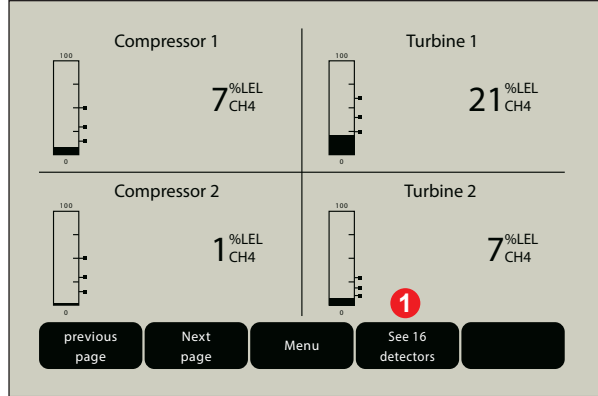 Compressor 1
100
7 %LEL
CH4
0
Turbine 1
100
21 %LEL
CH4
0
Compressor 2
100
1 %LEL
CH4
0
Turbine 2
100
7 %LEL
CH4
0
1
previous
page
Next
page
Menu
See 16
detectors